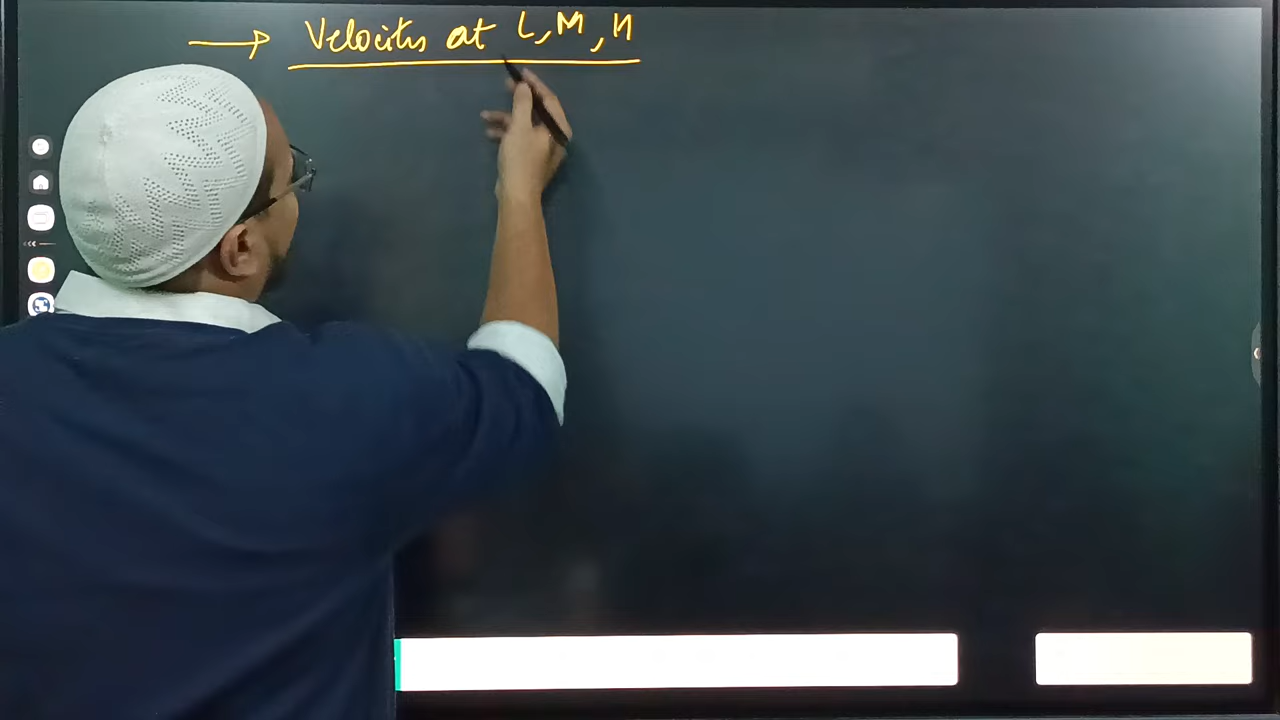 → Velocity at L, M, H